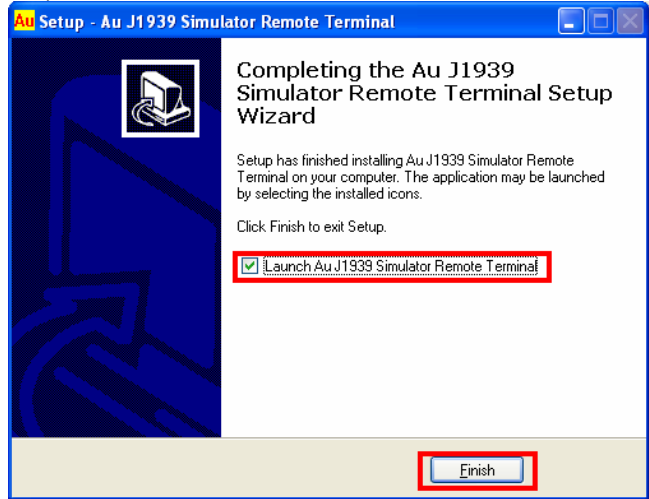 Au Setup - Au J1939 Simulator Remote Terminal
Completing the Au J1939
Simulator Remote Terminal Setup
Wizard
Setup has finished installing Au J1939 Simulator Remote
Terminal on your computer. The application may be launched
by selecting the installed icons.
Click Finish to exit Setup.
Launch Au J1939 Simulator Remote Terminal
Finish